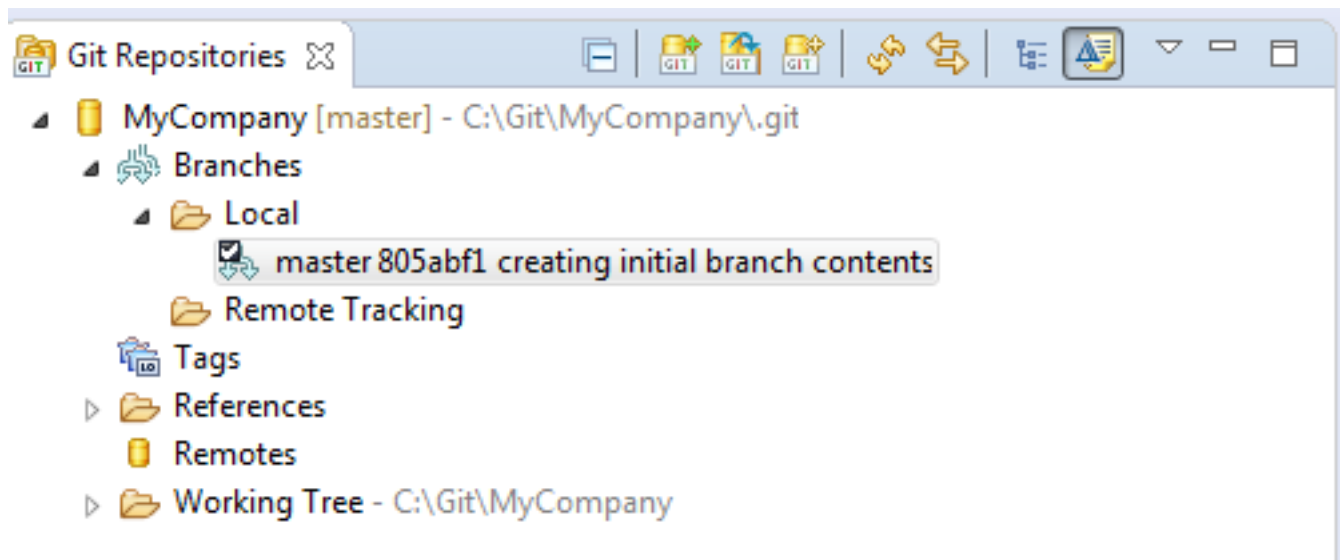 Git Repositories
MyCompany [master] - C:\Git\MyCompany\.git
Branches
Local
master 805abf1 creating initial branch contents
Remote Tracking
Tags
References
Remotes
Working Tree - C:\Git\MyCompany